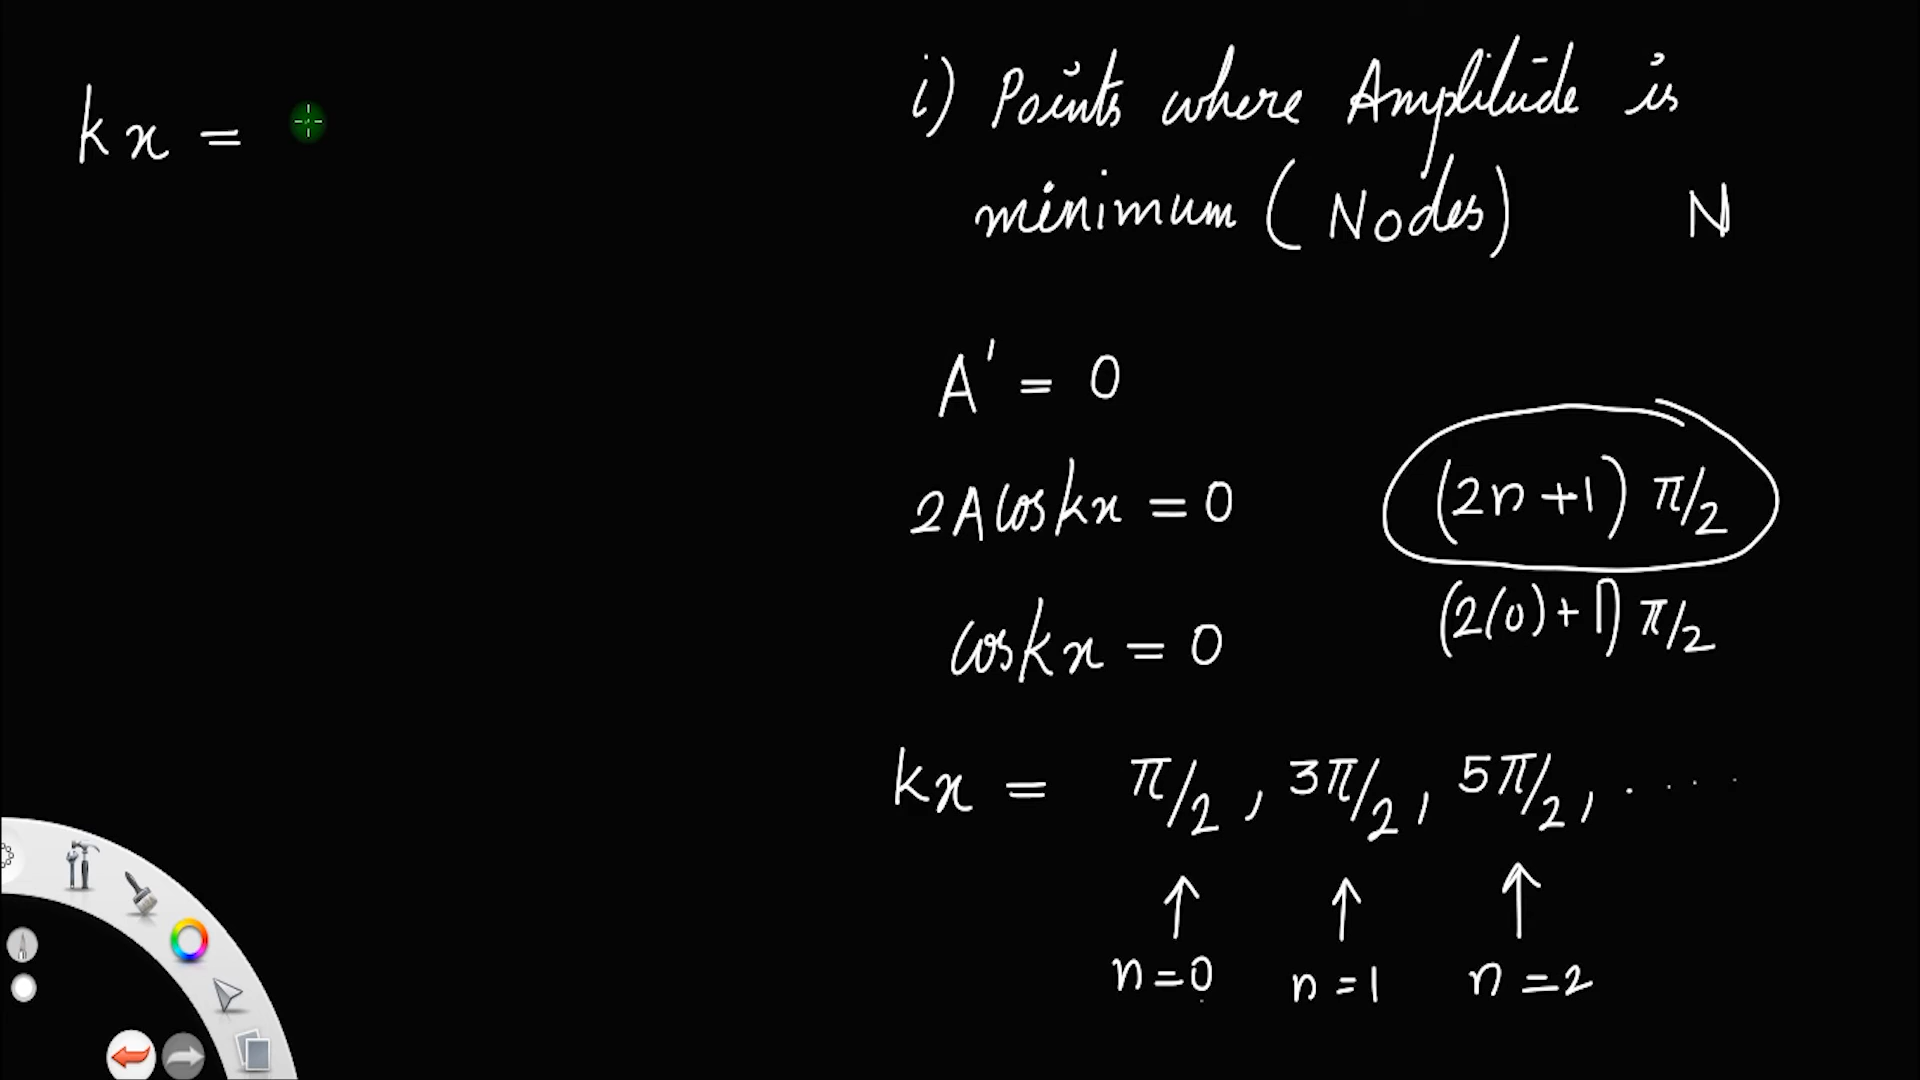 kx =
i) Points where Amplitude is
minimum (Nodes) N
A' = 0
2A cos kx = 0
(2n+1) π/2
(2(0)+1) π/2
cos kx = 0
kx = π/2, 3π/2, 5π/2, .....
n=0 n=1 n=2